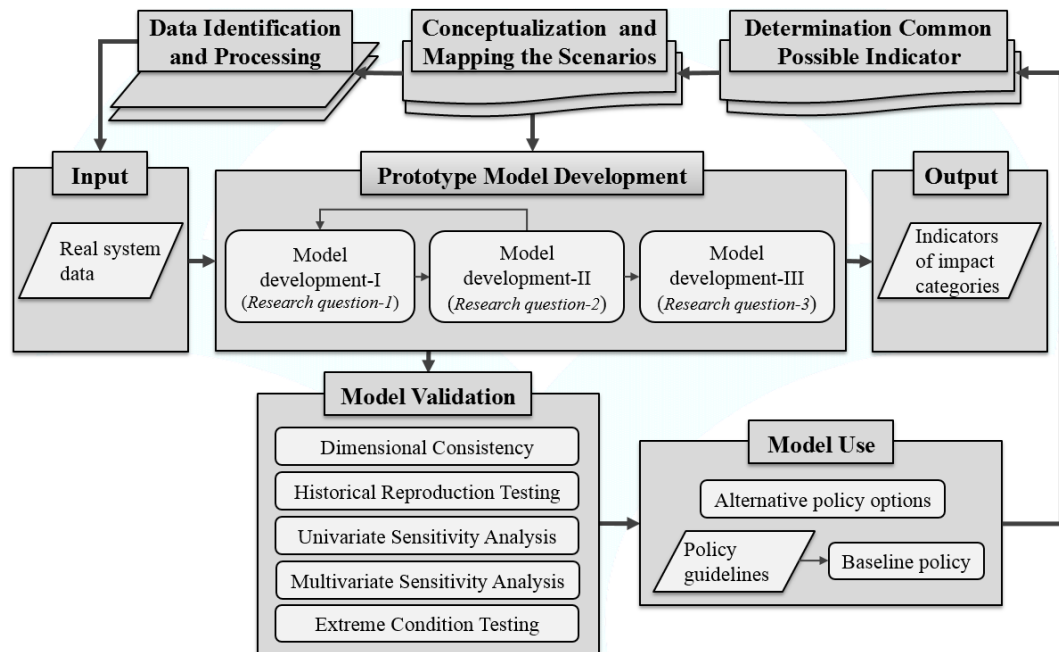 Data Identification
and Processing
Conceptualization and
Mapping the Scenarios
Determination Common
Possible Indicator
Input
Real system
data
Prototype Model Development
Model
development-I
(Research question-1)
Model
development-II
(Research question-2)
Model
development-III
(Research question-3)
Output
Indicators
of impact
categories
Model Validation
Dimensional Consistency
Historical Reproduction Testing
Univariate Sensitivity Analysis
Multivariate Sensitivity Analysis
Extreme Condition Testing
Model Use
Alternative policy options
Policy
guidelines
Baseline policy